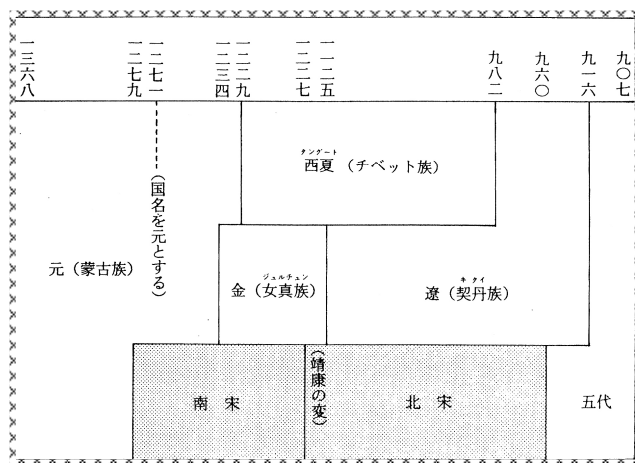 九〇七
九一六
九六〇
九八二
一一二五
一一二七
一二二九
一二三四
一二七一
一二七九
一三六八
タングート
西夏（チベット族）
キタイ
遼（契丹族）
ジュルチュン
金（女真族）
（国名を元とする）
元（蒙古族）
五代
北宋
（靖康の変）
南宋